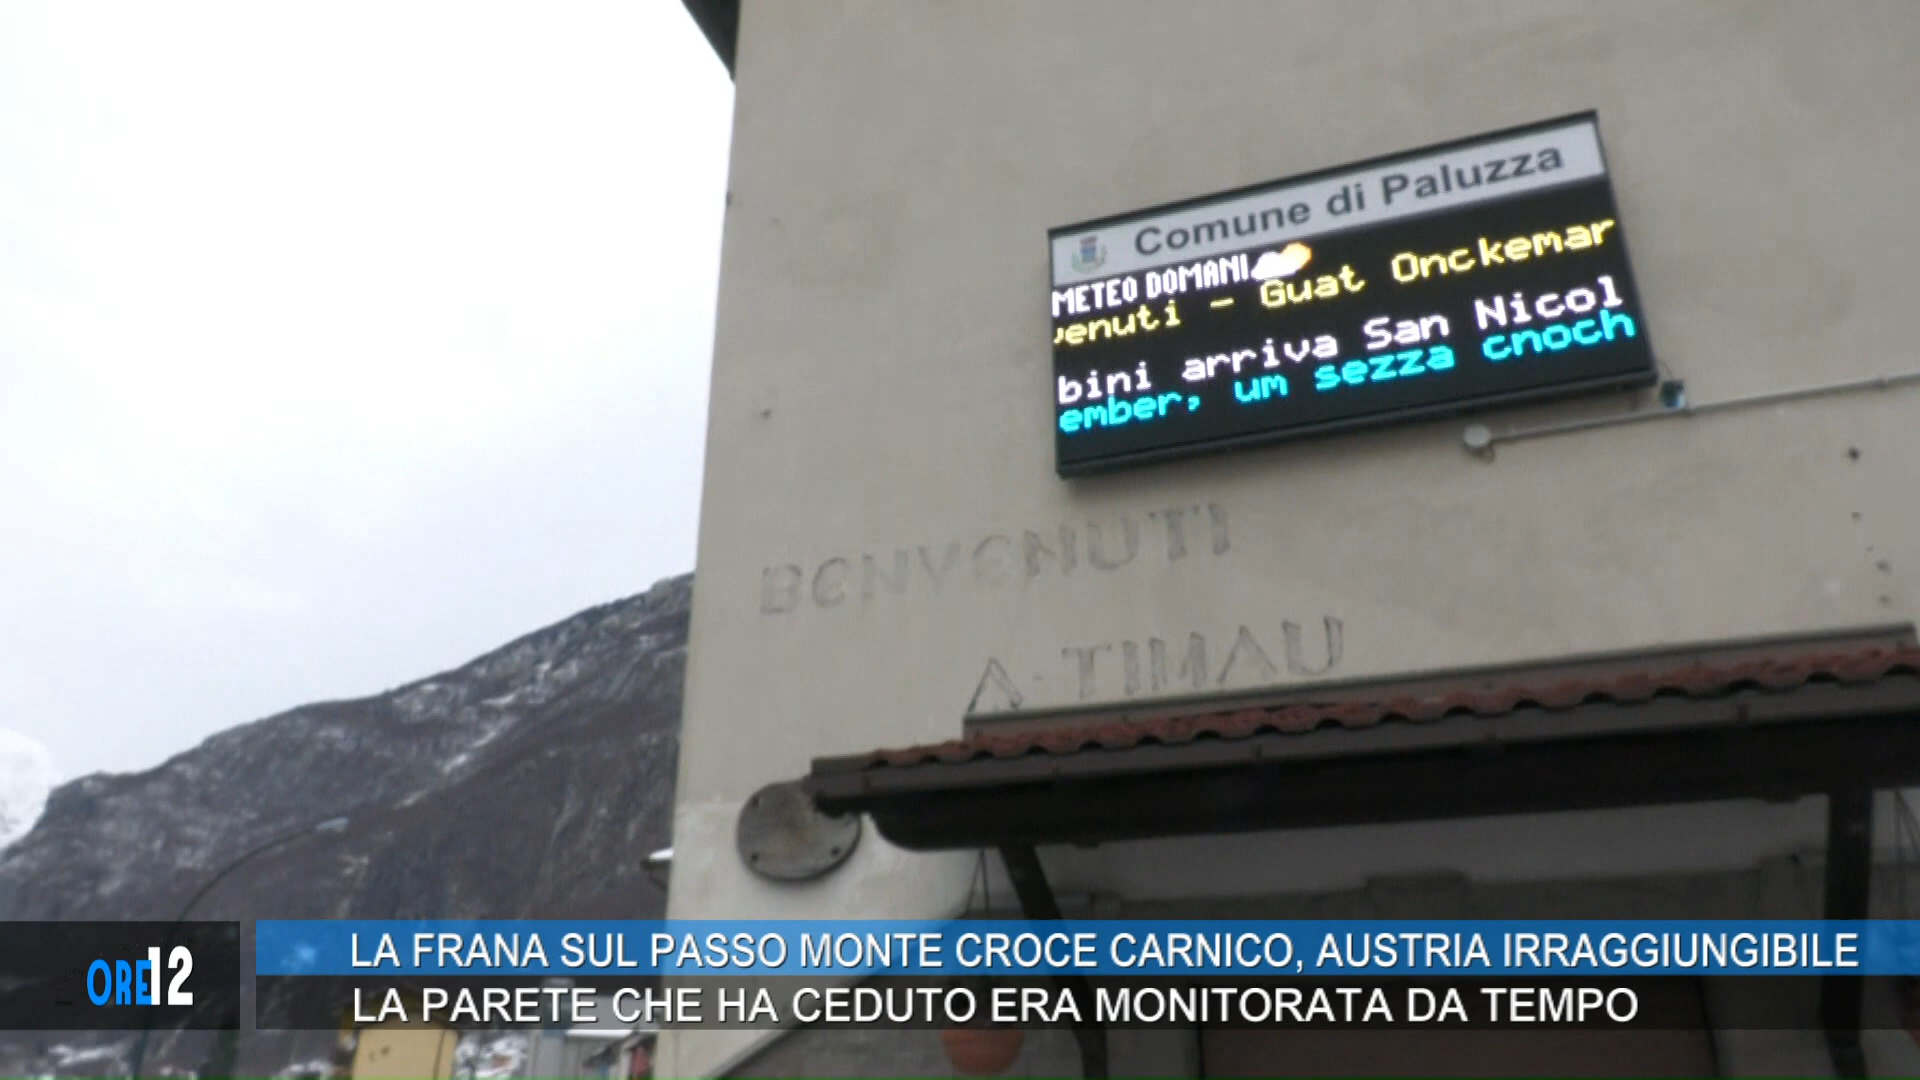 Comune di Paluzza
METEO DOMANI
venuti - Guat Onckemar
bini arriva San Nicol
ember, um sezza cnoch
BENVENUTI
A TIMAU
ORE12
LA FRANA SUL PASSO MONTE CROCE CARNICO, AUSTRIA IRRAGGIUNGIBILE
LA PARETE CHE HA CEDUTO ERA MONITORATA DA TEMPO